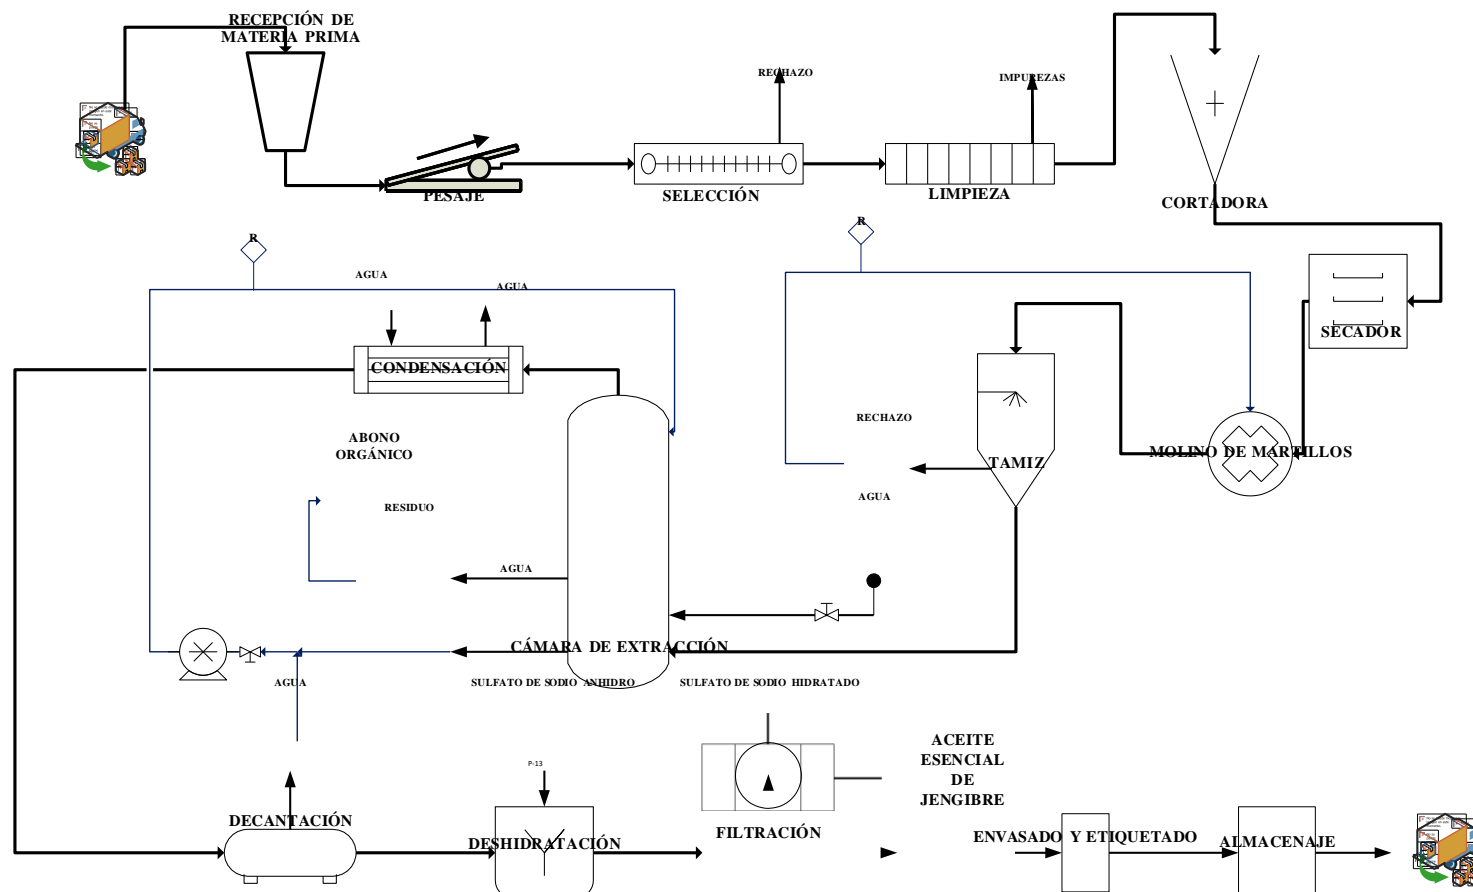 RECEPCIÓN DE
MATERIA PRIMA
RECHAZO
IMPUREZAS
PESAJE
SELECCIÓN
LIMPIEZA
CORTADORA
R
R
AGUA
AGUA
SECADOR
CONDENSACIÓN
RECHAZO
ABONO
ORGÁNICO
MOLINO DE MARTILLOS
TAMIZ
AGUA
RESIDUO
AGUA
CÁMARA DE EXTRACCIÓN
AGUA
SULFATO DE SODIO ANHIDRO
SULFATO DE SODIO HIDRATADO
ACEITE
ESENCIAL
DE
JENGIBRE
P-13
DECANTACIÓN
DESHIDRATACIÓN
FILTRACIÓN
ENVASADO Y ETIQUETADO
ALMACENAJE